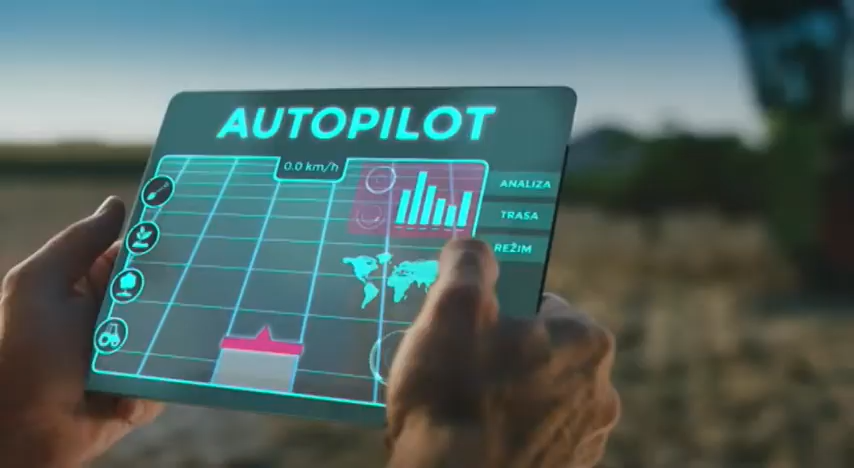 AUTOPILOT
0.0 km/h
ANALIZA
TRASA
REŽIM